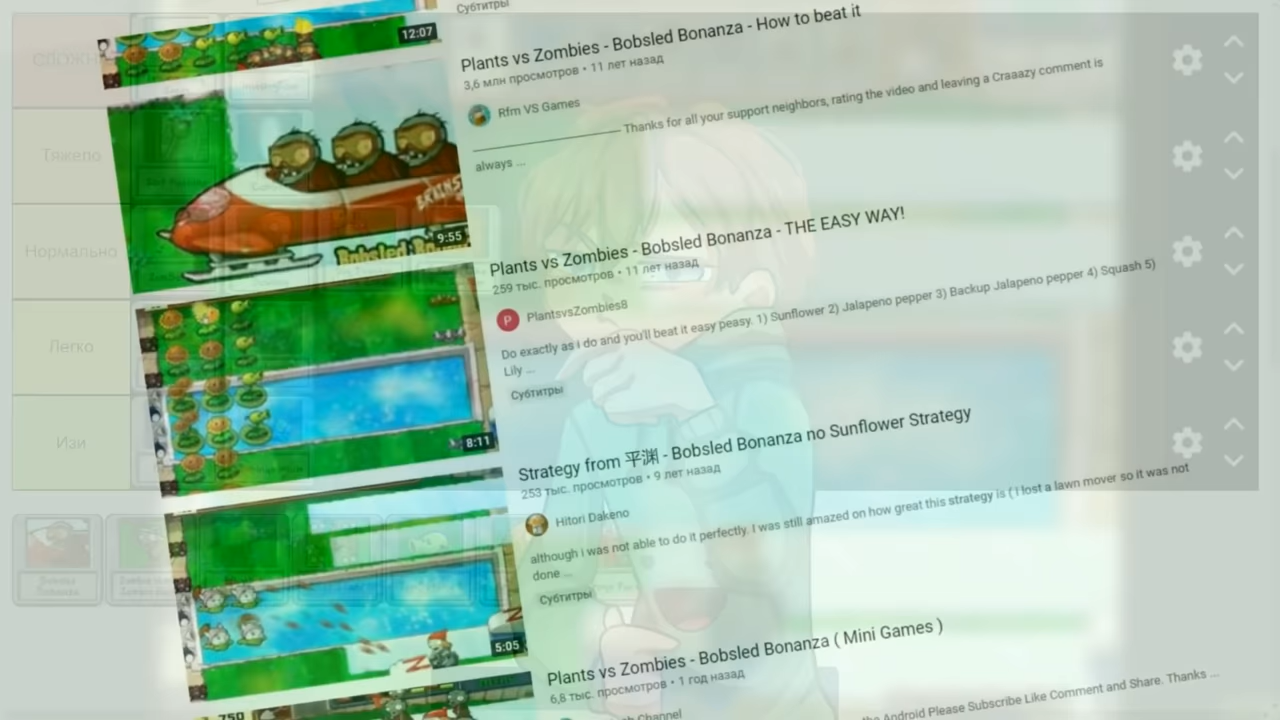 Субтитры
12:07
Plants vs Zombies - Bobsled Bonanza - How to beat it
3,6 млн просмотров • 11 лет назад
Rfm VS Games
Thanks for all your support neighbors, rating the video and leaving a Craaazy comment is
always ...
9:55
Plants vs Zombies - Bobsled Bonanza - THE EASY WAY!
259 тыс. просмотров • 11 лет назад
P
PlantsvsZombies8
Do exactly as i do and you'll beat it easy peasy. 1) Sunflower 2) Jalapeno pepper 3) Backup Jalapeno pepper 4) Squash 5)
Lily ...
Субтитры
8:11
Strategy from 平渊 - Bobsled Bonanza no Sunflower Strategy
253 тыс. просмотров • 9 лет назад
Hitori Dakeno
although i was not able to do it perfectly. I was still amazed on how great this strategy is ( i lost a lawn mover so it was not
done ...
Субтитры
5:05
Plants vs Zombies - Bobsled Bonanza ( Mini Games )
6,8 тыс. просмотров • 1 год назад
Channel
Android Please Subscribe Like Comment and Share. Thanks ...
750
Тяжело
Нормально
Легко
Изи